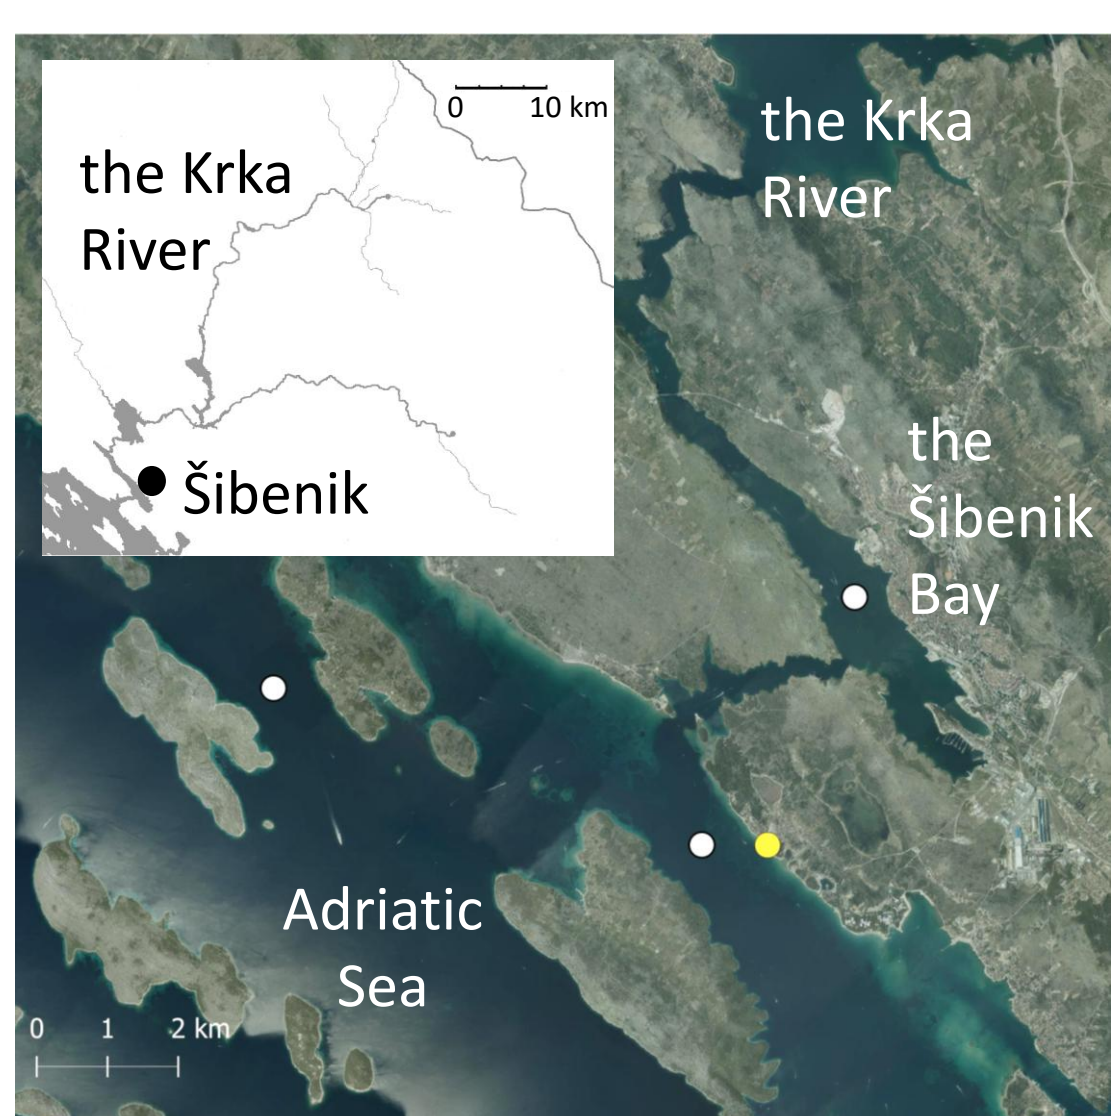 0 10 km
the Krka
River
Šibenik
the Krka
River
the
Šibenik
Bay
Adriatic
Sea
0 1 2 km